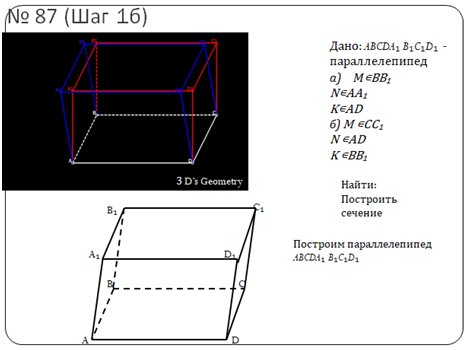 № 87 (Шаг 1б)
Дано: ABCDA₁ B₁C₁D₁ -
параллелепипед
а) M∈BB₁
N∈AA₁
K∈AD
б) M ∈CC₁
N ∈AD
K ∈BB₁
Найти:
Построить
сечение
Построим параллелепипед
ABCDA₁ B₁C₁D₁
A
D
B
C
3 D's Geometry
B₁
C₁
A₁
D₁
B
C
A
D